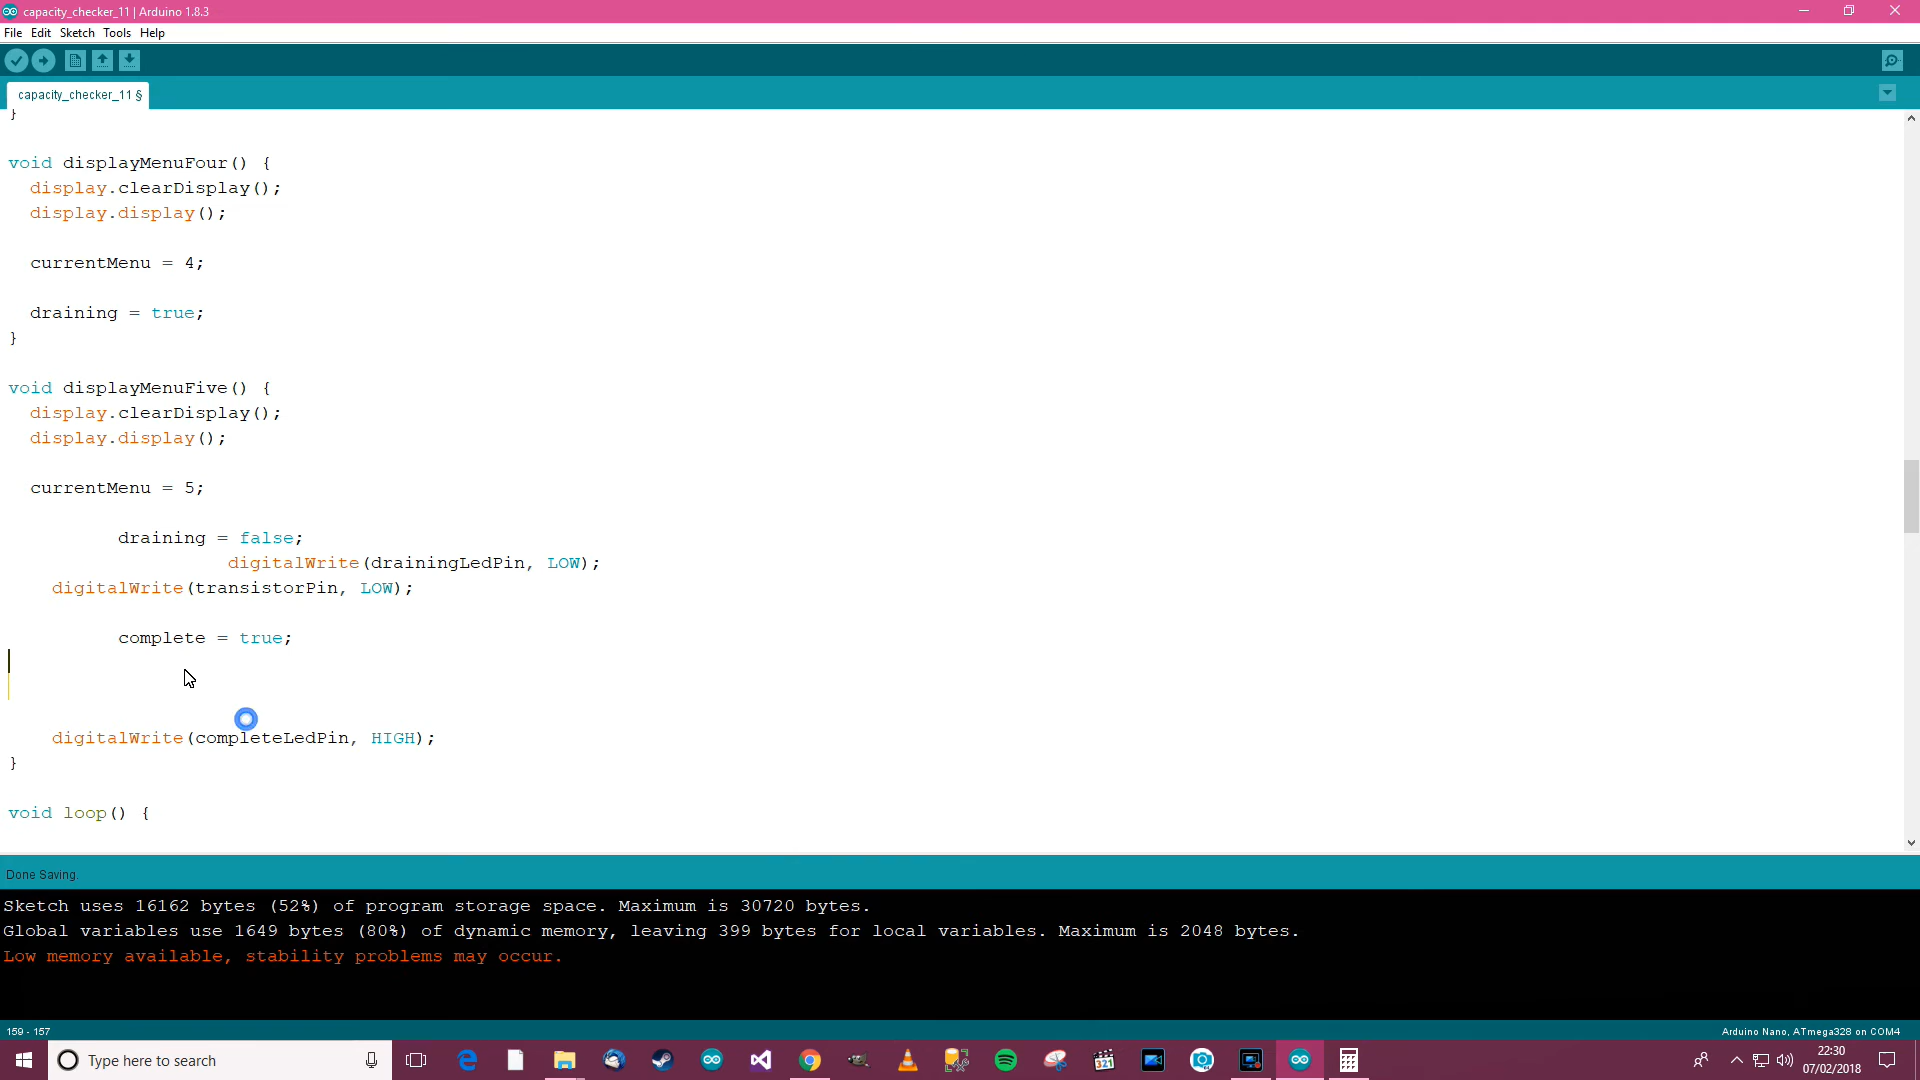 capacity_checker_11 | Arduino 1.8.3
File Edit Sketch Tools Help
capacity_checker_11 §
}
void displayMenuFour() {
  display.clearDisplay();
  display.display();
  currentMenu = 4;
  draining = true;
}
void displayMenuFive() {
  display.clearDisplay();
  display.display();
  currentMenu = 5;
          draining = false;
                    digitalWrite(drainingLedPin, LOW);
    digitalWrite(transistorPin, LOW);
          complete = true;
    digitalWrite(completeLedPin, HIGH);
}
void loop() {
Done Saving.
Sketch uses 16162 bytes (52%) of program storage space. Maximum is 30720 bytes.
Global variables use 1649 bytes (80%) of dynamic memory, leaving 399 bytes for local variables. Maximum is 2048 bytes.
Low memory available, stability problems may occur.
159 - 157
Arduino Nano, ATmega328 on COM4
Type here to search
321
22:30
07/02/2018